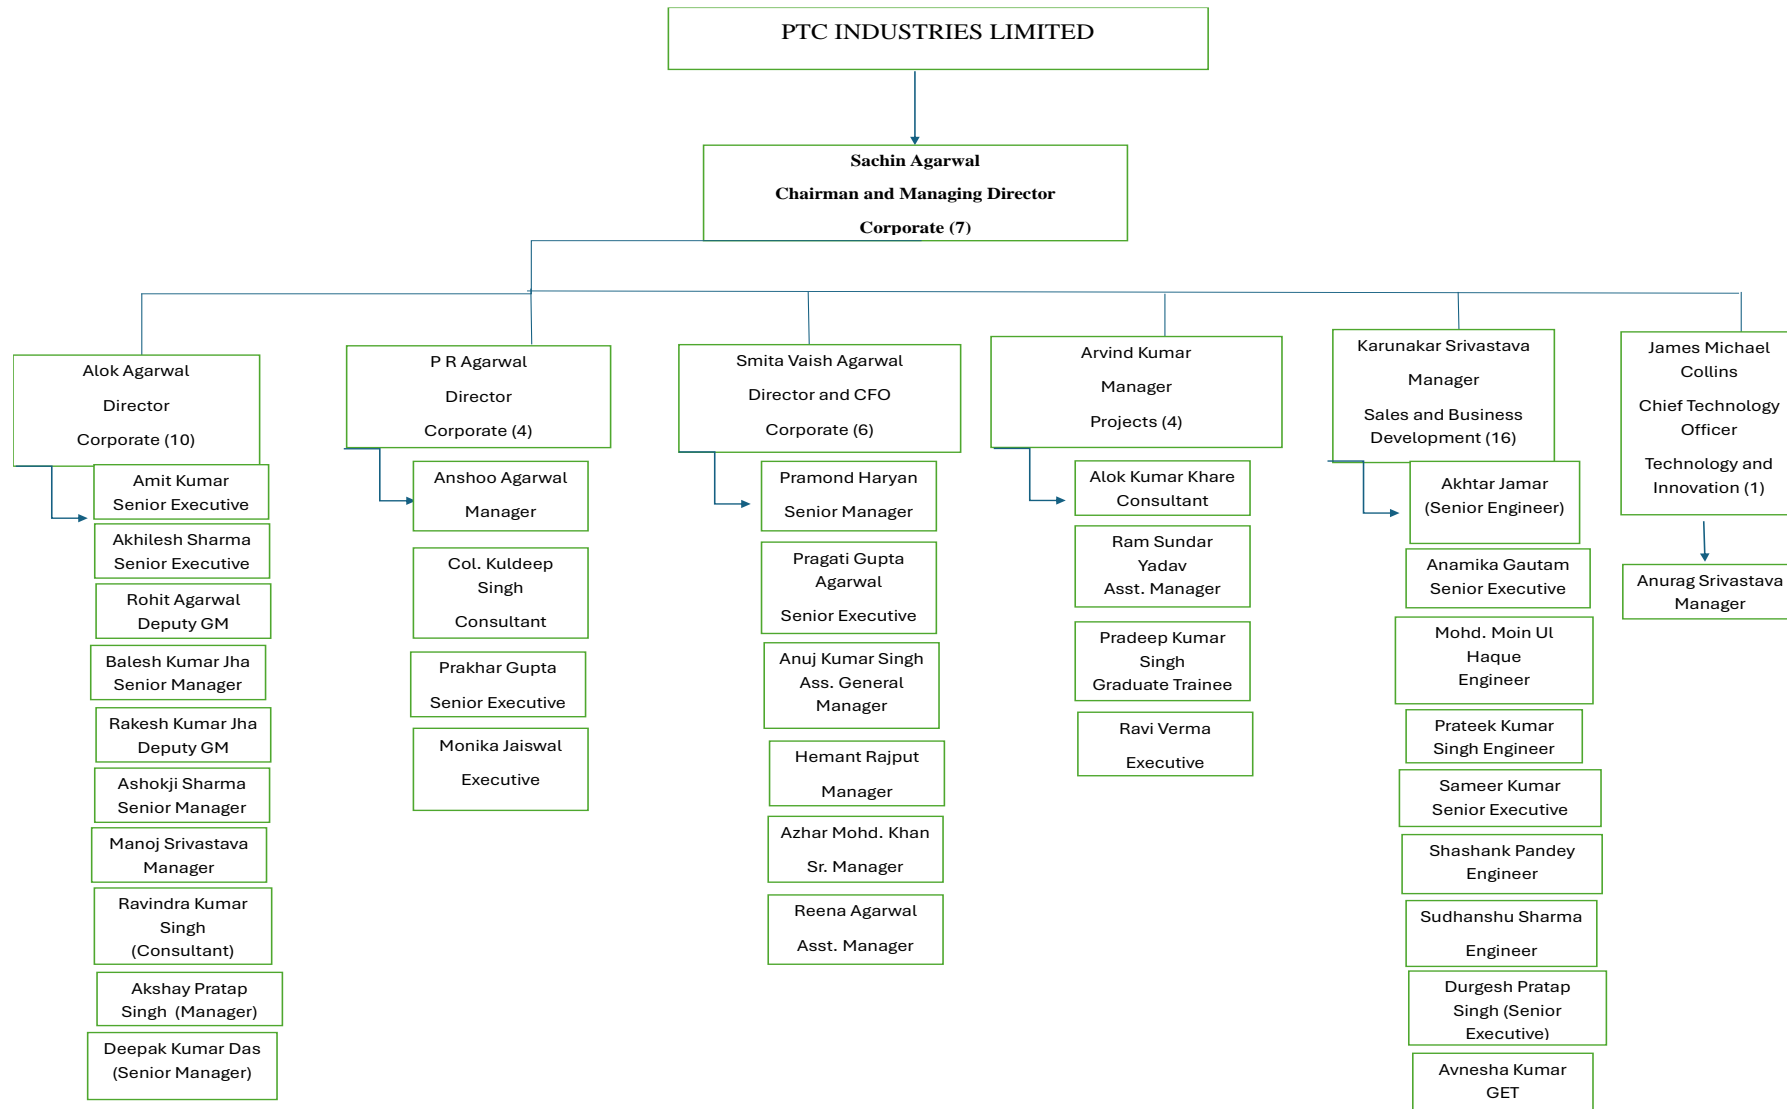 PTC INDUSTRIES LIMITED
Sachin Agarwal
Chairman and Managing Director
Corporate (7)
Alok Agarwal
Director
Corporate (10)
Amit Kumar
Senior Executive
Akhilesh Sharma
Senior Executive
Rohit Agarwal
Deputy GM
Balesh Kumar Jha
Senior Manager
Rakesh Kumar Jha
Deputy GM
Ashokji Sharma
Senior Manager
Manoj Srivastava
Manager
Ravindra Kumar
Singh
(Consultant)
Akshay Pratap
Singh (Manager)
Deepak Kumar Das
(Senior Manager)
P R Agarwal
Director
Corporate (4)
Anshoo Agarwal
Manager
Col. Kuldeep
Singh
Consultant
Prakhar Gupta
Senior Executive
Monika Jaiswal
Executive
Smita Vaish Agarwal
Director and CFO
Corporate (6)
Pramond Haryan
Senior Manager
Pragati Gupta
Agarwal
Senior Executive
Anuj Kumar Singh
Ass. General
Manager
Hemant Rajput
Manager
Azhar Mohd. Khan
Sr. Manager
Reena Agarwal
Asst. Manager
Arvind Kumar
Manager
Projects (4)
Alok Kumar Khare
Consultant
Ram Sundar
Yadav
Asst. Manager
Pradeep Kumar
Singh
Graduate Trainee
Ravi Verma
Executive
Karunakar Srivastava
Manager
Sales and Business
Development (16)
Akhtar Jamar
(Senior Engineer)
Anamika Gautam
Senior Executive
Mohd. Moin Ul
Haque
Engineer
Prateek Kumar
Singh Engineer
Sameer Kumar
Senior Executive
Shashank Pandey
Engineer
Sudhanshu Sharma
Engineer
Durgesh Pratap
Singh (Senior
Executive)
Avnesha Kumar
GET
James Michael
Collins
Chief Technology
Officer
Technology and
Innovation (1)
Anurag Srivastava
Manager